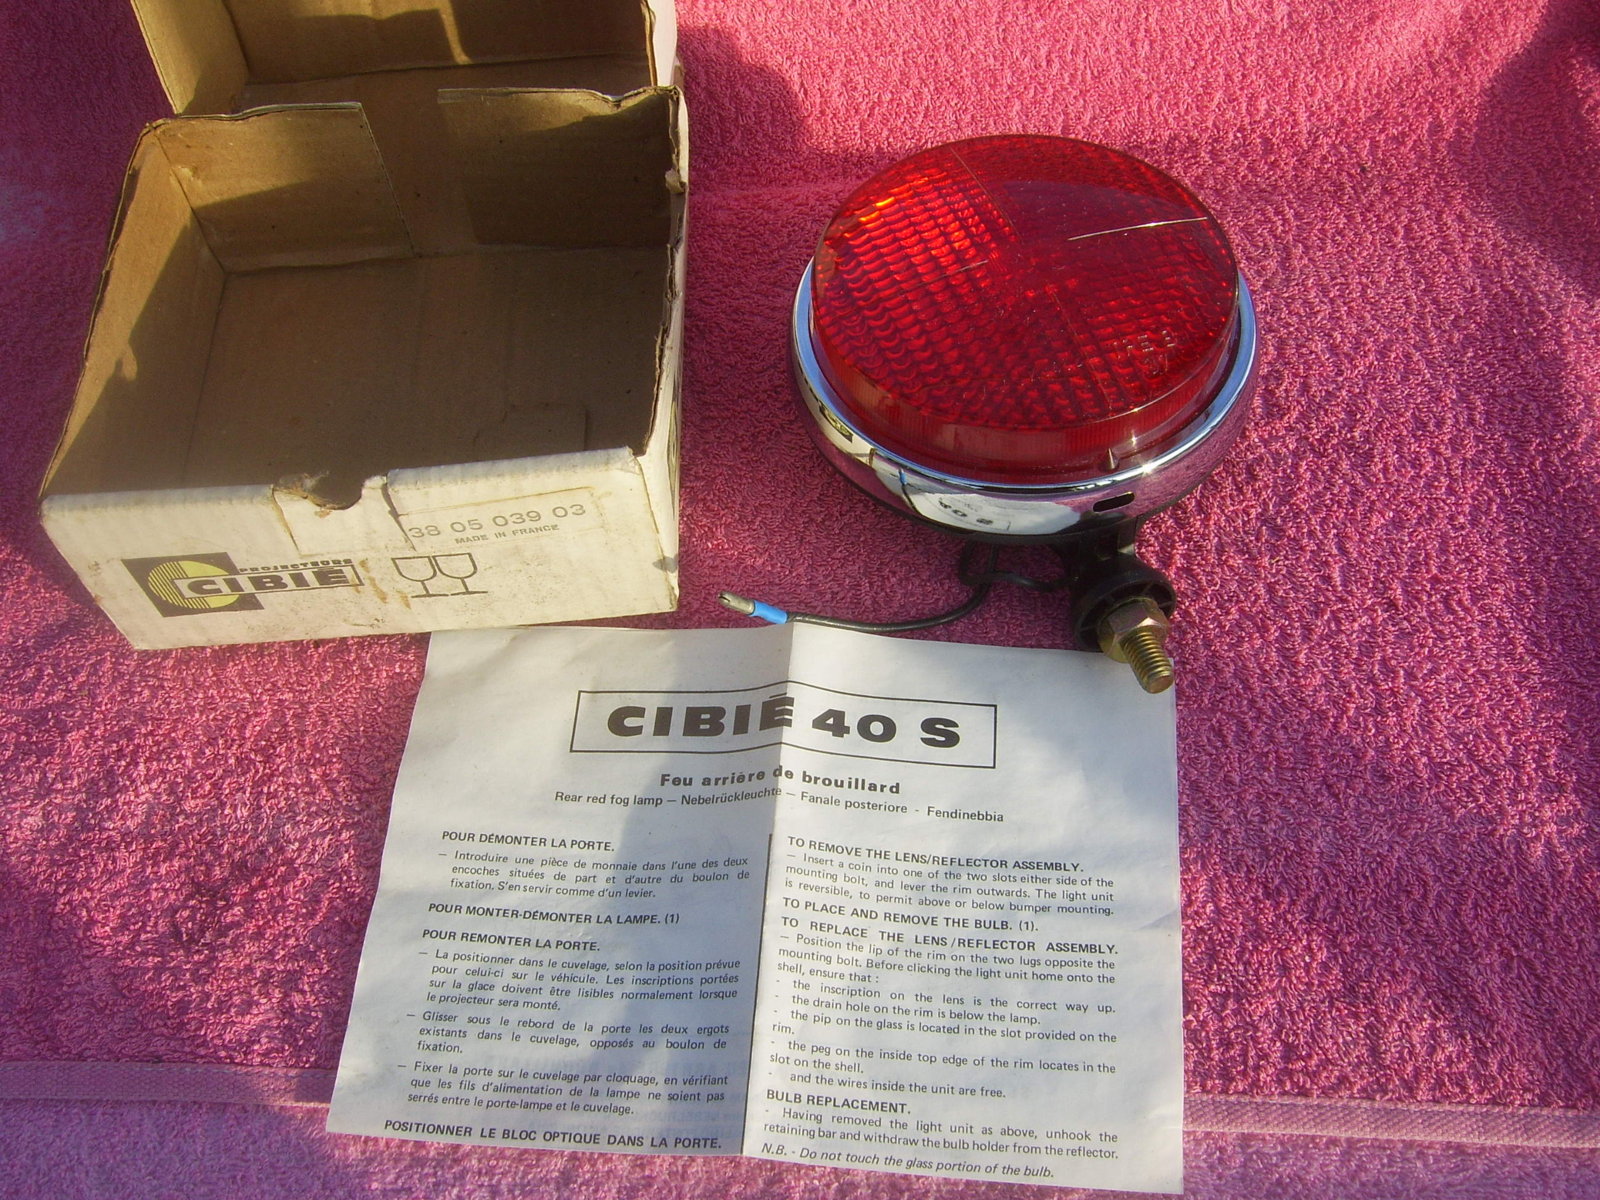 38 05 039 03
MADE IN FRANCE
PROJECTEURS
CIBIÉ
CIBIÉ 40 S
Feu arrière de brouillard
Rear red fog lamp — Nebelrückleuchte — Fanale posteriore - Fendinebbia
POUR DÉMONTER LA PORTE.
— Introduire une pièce de monnaie dans l'une des deux
encoches situées de part et d'autre du boulon de
fixation. S'en servir comme d'un levier.
POUR MONTER-DÉMONTER LA LAMPE. (1)
POUR REMONTER LA PORTE.
— La positionner dans le cuvelage, selon la position prévue
pour celui-ci sur le véhicule. Les inscriptions portées
sur la glace doivent être lisibles normalement lorsque
le projecteur sera monté.
— Glisser sous le rebord de la porte les deux ergots
existants dans le cuvelage, opposés au boulon de
fixation.
— Fixer la porte sur le cuvelage par cloquage, en vérifiant
que les fils d'alimentation de la lampe ne soient pas
serrés entre le porte-lampe et le cuvelage.
POSITIONNER LE BLOC OPTIQUE DANS LA PORTE.
TO REMOVE THE LENS/REFLECTOR ASSEMBLY.
— Insert a coin into one of the two slots either side of the
mounting bolt, and lever the rim outwards. The light unit
is reversible, to permit above or below bumper mounting.
TO PLACE AND REMOVE THE BULB. (1).
TO REPLACE THE LENS/REFLECTOR ASSEMBLY.
— Position the lip of the rim on the two lugs opposite the
mounting bolt. Before clicking the light unit home onto the
shell, ensure that :
- the inscription on the lens is the correct way up.
- the drain hole on the rim is below the lamp.
- the pip on the glass is located in the slot provided on the
rim.
- the peg on the inside top edge of the rim locates in the
slot on the shell.
- and the wires inside the unit are free.
BULB REPLACEMENT.
- Having removed the light unit as above, unhook the
retaining bar and withdraw the bulb holder from the reflector.
N.B. - Do not touch the glass portion of the bulb.